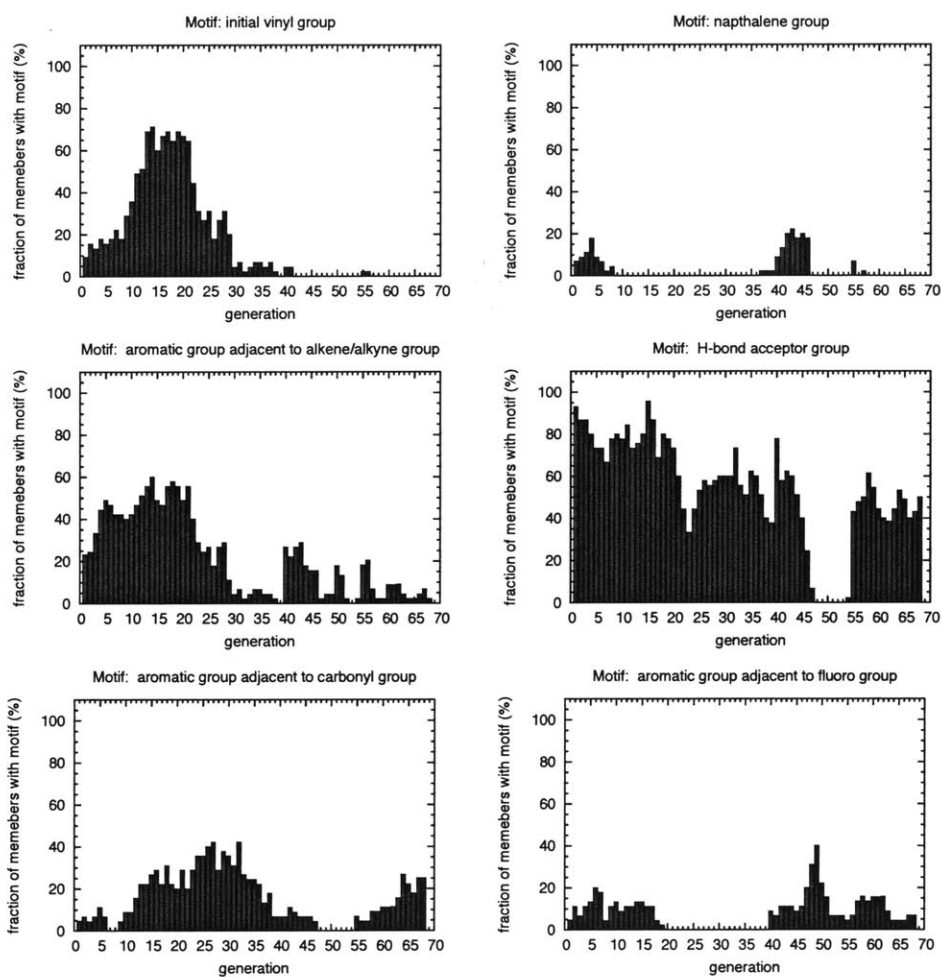 Motif: initial vinyl group
fraction of memebers with motif (%)
100
80
60
40
20
0
0 5 10 15 20 25 30 35 40 45 50 55 60 65 70
generation
Motif: napthalene group
fraction of memebers with motif (%)
100
80
60
40
20
0
0 5 10 15 20 25 30 35 40 45 50 55 60 65 70
generation
Motif: aromatic group adjacent to alkene/alkyne group
fraction of memebers with motif (%)
100
80
60
40
20
0
0 5 10 15 20 25 30 35 40 45 50 55 60 65 70
generation
Motif: H-bond acceptor group
fraction of memebers with motif (%)
100
80
60
40
20
0
0 5 10 15 20 25 30 35 40 45 50 55 60 65 70
generation
Motif: aromatic group adjacent to carbonyl group
fraction of memebers with motif (%)
100
80
60
40
20
0
0 5 10 15 20 25 30 35 40 45 50 55 60 65 70
generation
Motif: aromatic group adjacent to fluoro group
fraction of memebers with motif (%)
100
80
60
40
20
0
0 5 10 15 20 25 30 35 40 45 50 55 60 65 70
generation